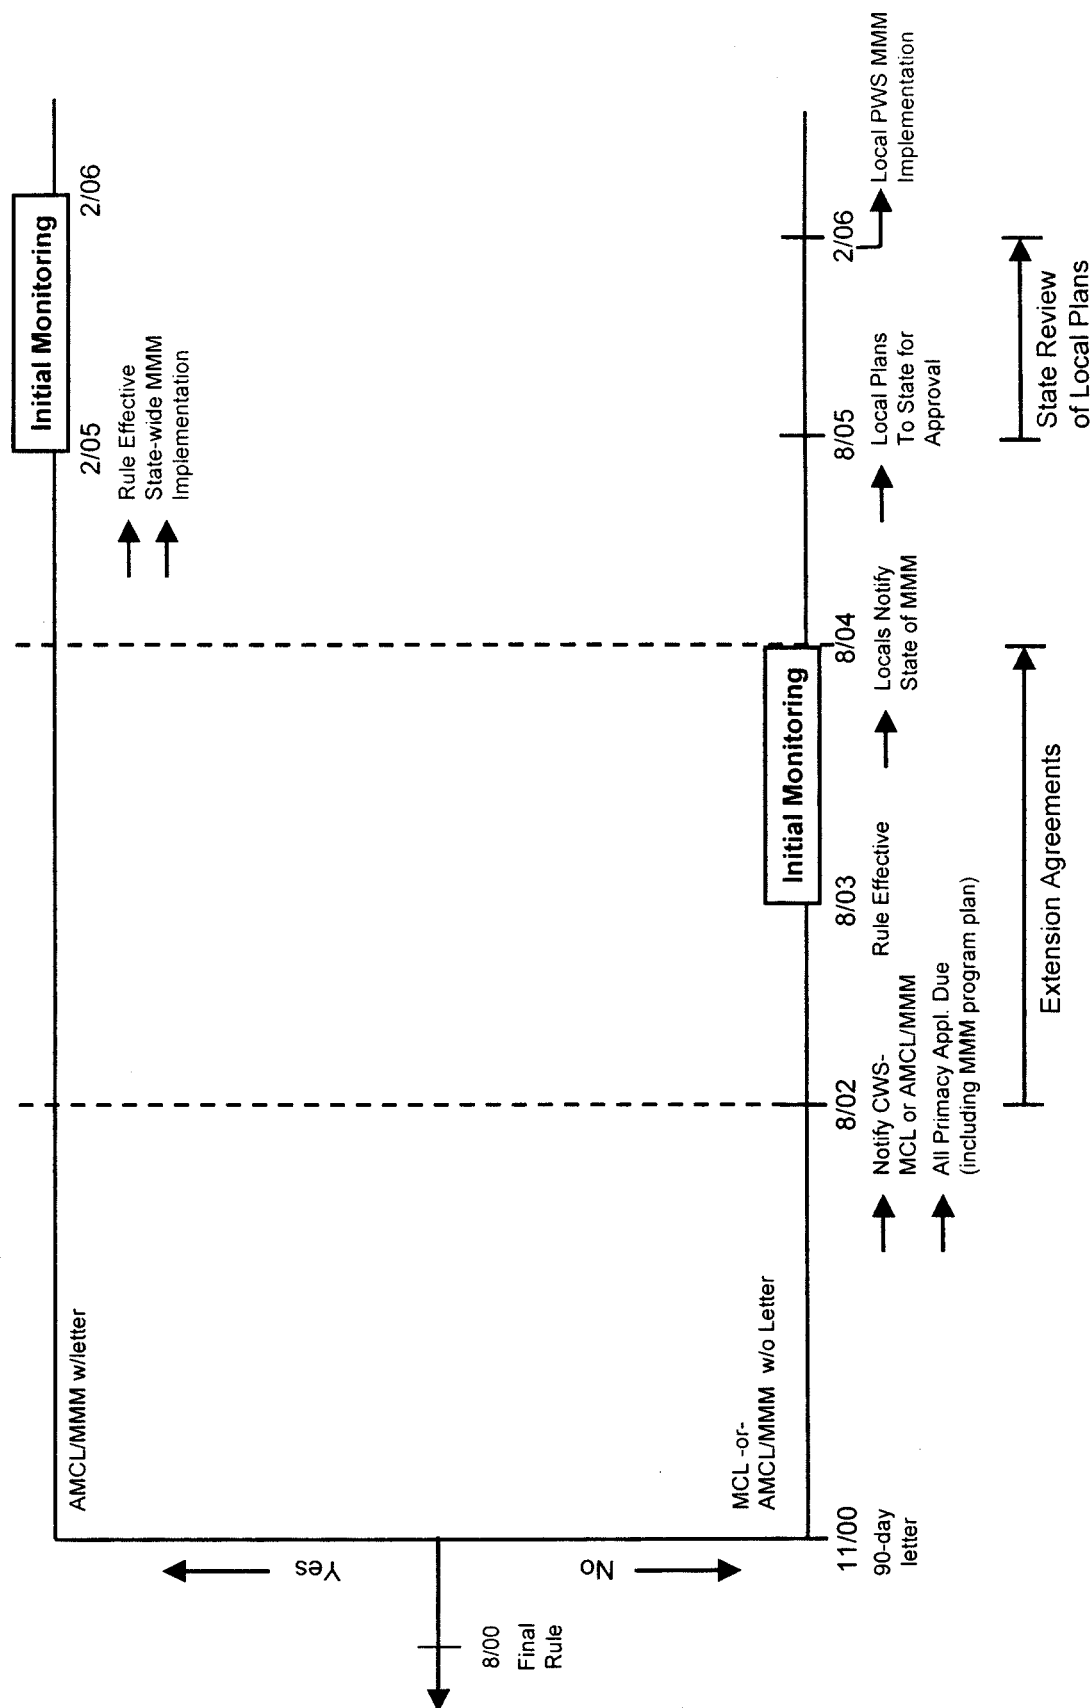 Initial Monitoring
2/05
2/06
Rule Effective
State-wide MMM
Implementation
AMCL/MMM w/letter
Yes
No
8/00
Final
Rule
MCL -or-
AMCL/MMM w/o Letter
Initial Monitoring
11/00
90-day
letter
8/02
Notify CWS-
MCL or AMCL/MMM
All Primacy Appl. Due
(including MMM program plan)
8/03
Rule Effective
8/04
Locals Notify
State of MMM
8/05
Local Plans
To State for
Approval
2/06
Local PWS MMM
Implementation
Extension Agreements
State Review
of Local Plans